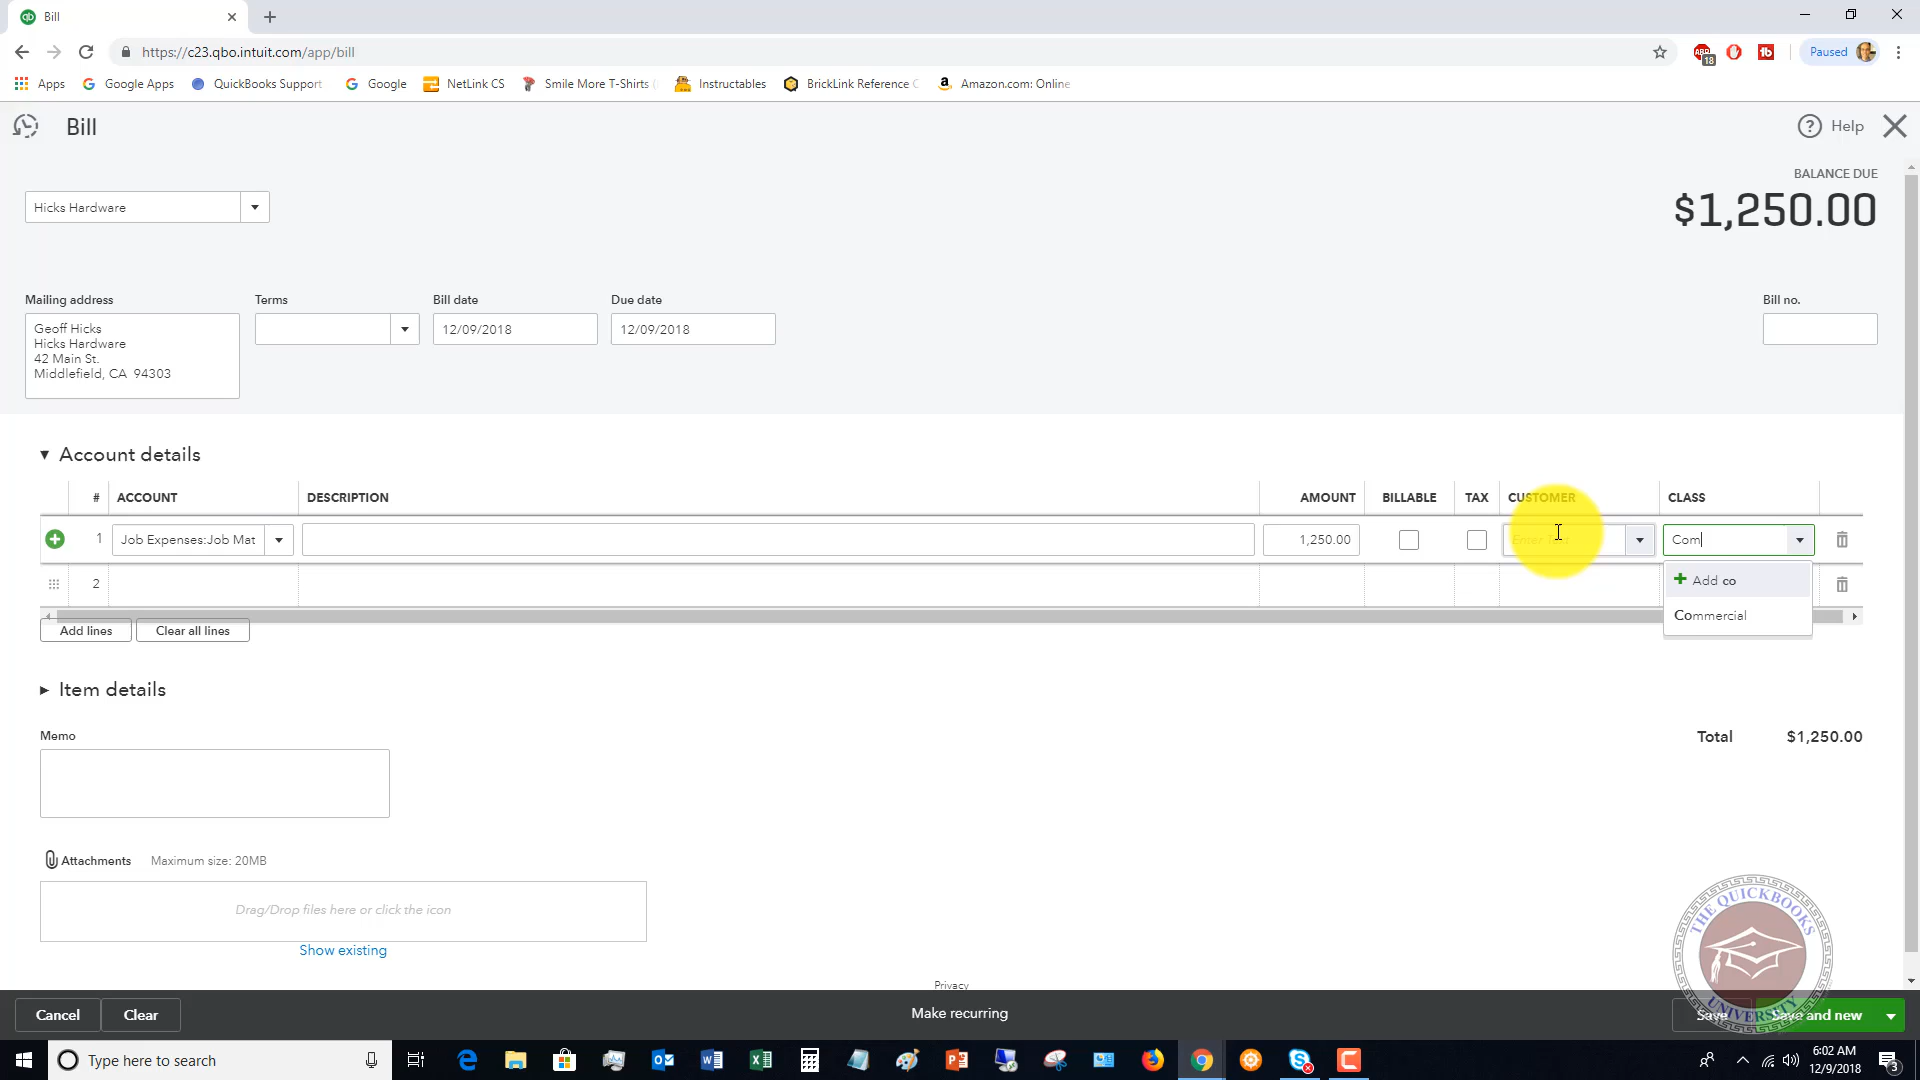 Bill
https://c23.qbo.intuit.com/app/bill
18
Paused
Apps
Google Apps
QuickBooks Support
Google
NetLink CS
Smile More T-Shirts (
Instructables
BrickLink Reference C
Amazon.com: Online
Bill
Help
BALANCE DUE
$1,250.00
Hicks Hardware
Mailing address
Terms
Bill date
Due date
Bill no.
Geoff Hicks
Hicks Hardware
42 Main St.
Middlefield, CA 94303
12/09/2018
12/09/2018
Account details
# ACCOUNT DESCRIPTION AMOUNT BILLABLE TAX CUSTOMER CLASS
1 Job Expenses:Job Mat 1,250.00 Enter Text Com
Add co
2
Commercial
Add lines
Clear all lines
Item details
Memo
Total $1,250.00
Attachments Maximum size: 20MB
Drag/Drop files here or click the icon
Show existing
THE QUICKBOOKS
UNIVERSITY
Privacy
Cancel
Clear
Make recurring
Save
Save and new
Type here to search
6:02 AM
12/9/2018
3